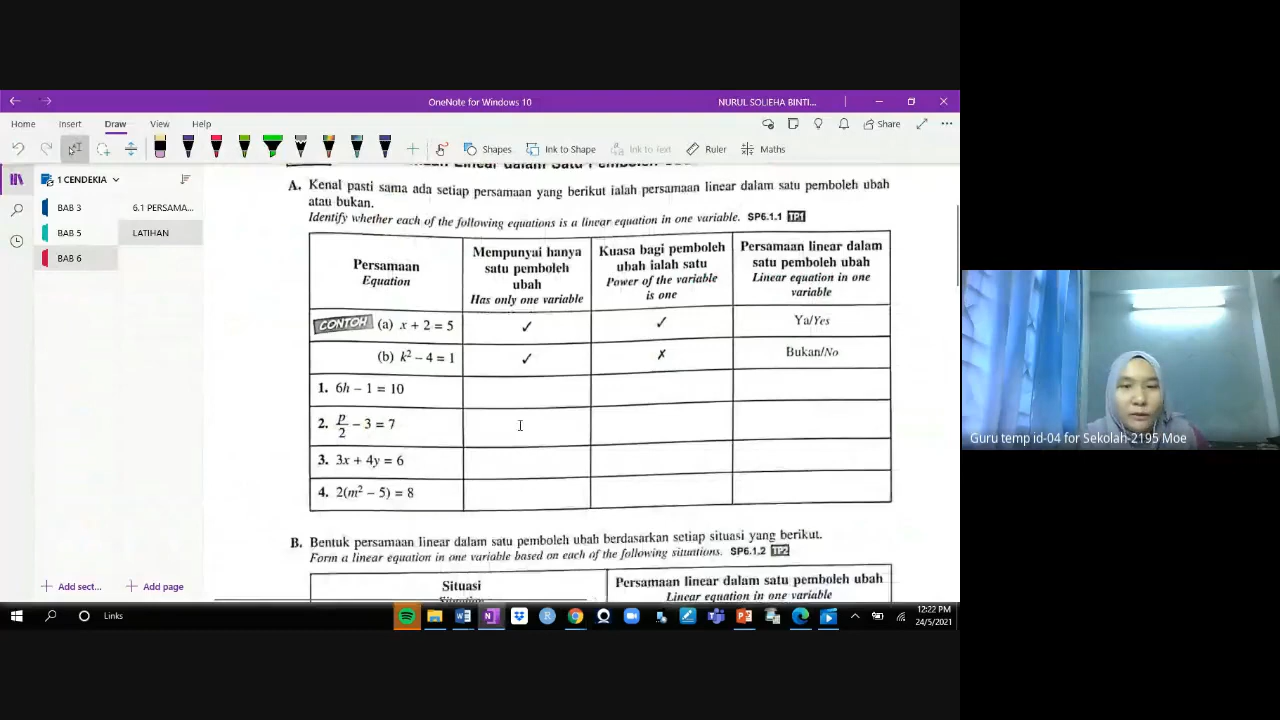 OneNote for Windows 10
NURUL SOLIEHA BINTI...
Home Insert Draw View Help
Share
Shapes Ink to Shape Ink to Text Ruler Maths
1 CENDEKIA
BAB 3
BAB 5
BAB 6
6.1 PERSAMA...
LATIHAN
Linear dalam Satu
A. Kenal pasti sama ada setiap persamaan yang berikut ialah persamaan linear dalam satu pemboleh ubah
atau bukan.
Identify whether each of the following equations is a linear equation in one variable. SP6.1.1 TP1
Persamaan
Equation
Mempunyai hanya
satu pemboleh
ubah
Has only one variable
Kuasa bagi pemboleh
ubah ialah satu
Power of the variable
is one
Persamaan linear dalam
satu pemboleh ubah
Linear equation in one
variable
CONTOH (a) x + 2 = 5 ✓ ✓ Ya/Yes
(b) k² – 4 = 1 ✓ ✗ Bukan/No
1. 6h – 1 = 10
2. p/2 – 3 = 7
3. 3x + 4y = 6
4. 2(m² – 5) = 8
B. Bentuk persamaan linear dalam satu pemboleh ubah berdasarkan setiap situasi yang berikut.
Form a linear equation in one variable based on each of the following situations. SP6.1.2 TP2
Situasi
Persamaan linear dalam satu pemboleh ubah
Linear equation in one variable
Add sect...
Add page
Links
12:22 PM
24/5/2021
Guru temp id-04 for Sekolah-2195 Moe